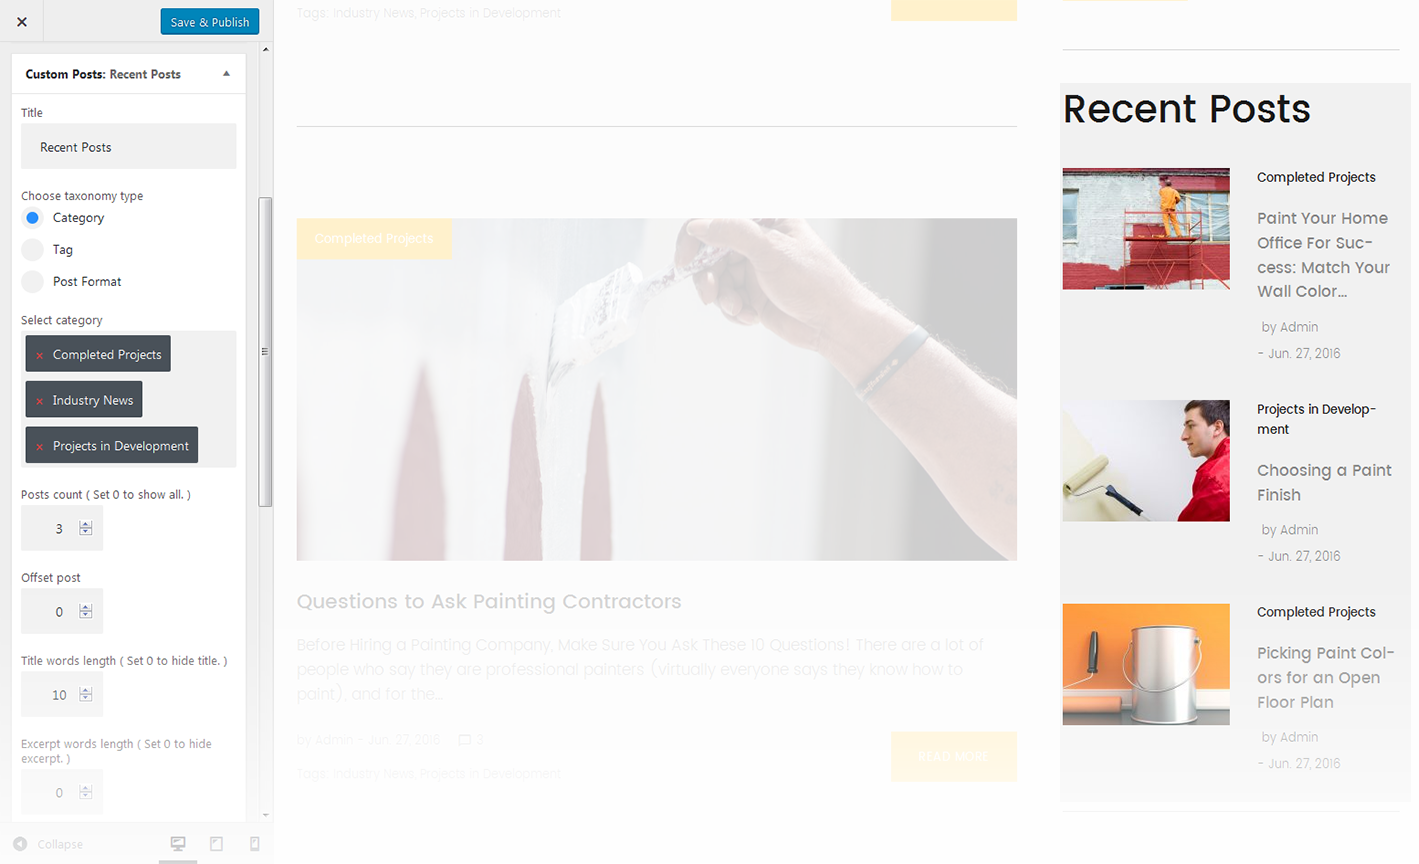 Save & Publish
Custom Posts: Recent Posts
Title
Recent Posts
Choose taxonomy type
Category
Tag
Post Format
Select category
× Completed Projects
× Industry News
× Projects in Development
Posts count ( Set 0 to show all. )
3
Offset post
0
Title words length ( Set 0 to hide title. )
10
Excerpt words length ( Set 0 to hide
excerpt. )
0
Collapse
Tags: Industry News, Projects in Development
Completed Projects
Questions to Ask Painting Contractors
Before Hiring a Painting Company, Make Sure You Ask These 10 Questions! There are a lot of
people who say they are professional painters (virtually everyone says they know how to
paint), and for the...
by Admin - Jun. 27, 2016 3
Tags: Industry News, Projects in Development
READ MORE
Recent Posts
Completed Projects
Paint Your Home
Office For Suc-
cess: Match Your
Wall Color...
by Admin
- Jun. 27, 2016
Projects in Develop-
ment
Choosing a Paint
Finish
by Admin
- Jun. 27, 2016
Completed Projects
Picking Paint Col-
ors for an Open
Floor Plan
by Admin
- Jun. 27, 2016